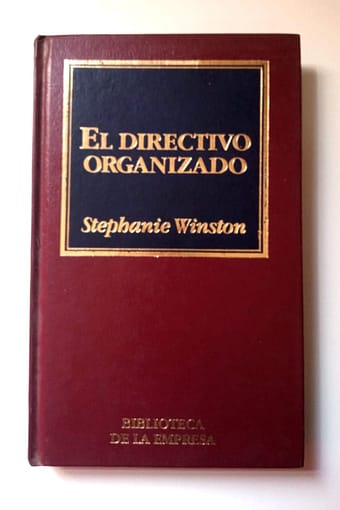 EL DIRECTIVO
ORGANIZADO
Stephanie Winston
BIBLIOTECA
DE LA EMPRESA